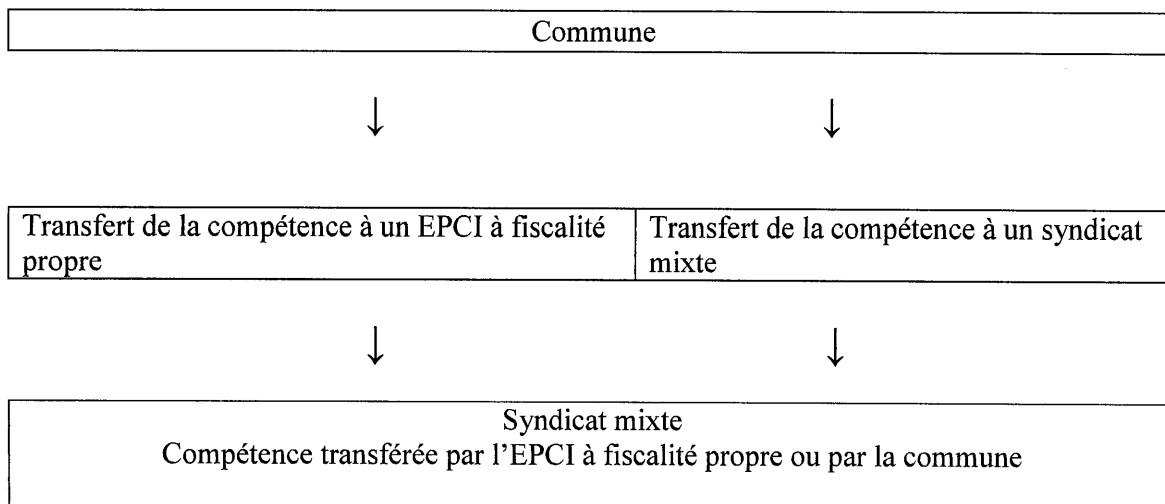 Commune
↓ ↓
Transfert de la compétence à un EPCI à fiscalité
propre
Transfert de la compétence à un syndicat
mixte
↓ ↓
Syndicat mixte
Compétence transférée par l'EPCI à fiscalité propre ou par la commune